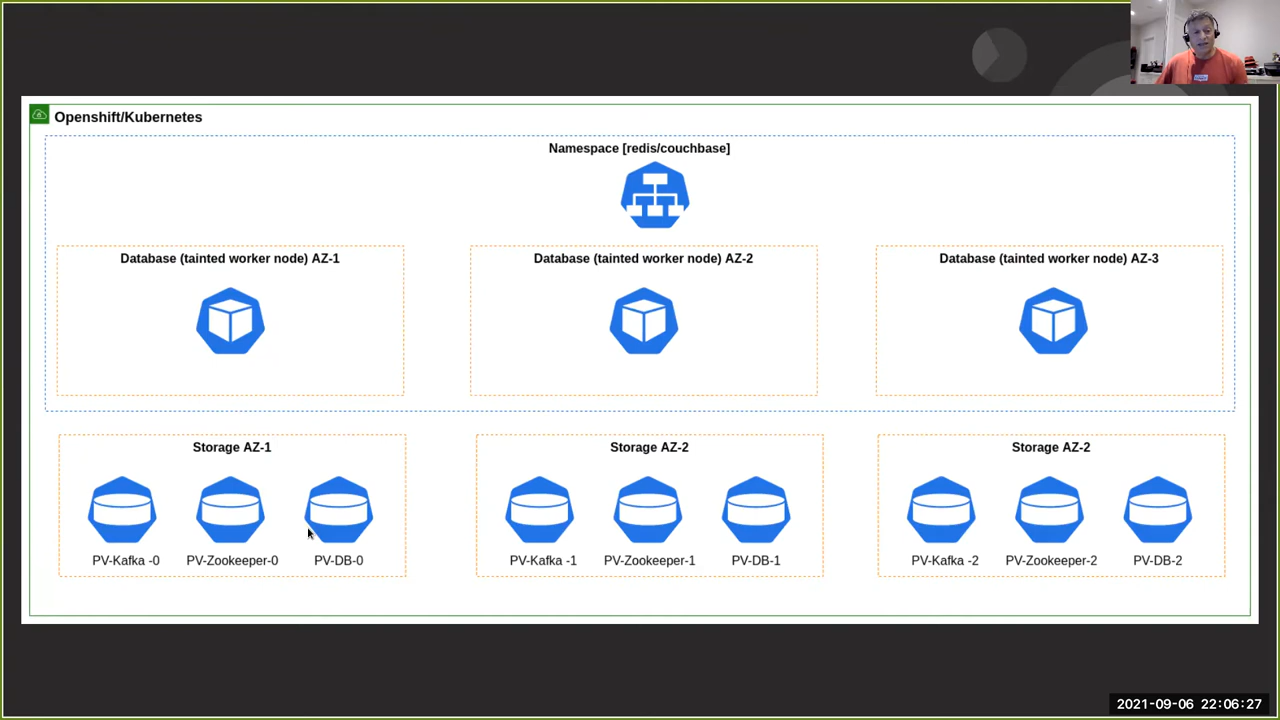 Openshift/Kubernetes
Namespace [redis/couchbase]
Database (tainted worker node) AZ-1
Database (tainted worker node) AZ-2
Database (tainted worker node) AZ-3
Storage AZ-1
Storage AZ-2
Storage AZ-2
PV-Kafka -0
PV-Zookeeper-0
PV-DB-0
PV-Kafka -1
PV-Zookeeper-1
PV-DB-1
PV-Kafka -2
PV-Zookeeper-2
PV-DB-2
2021-09-06 22:06:27